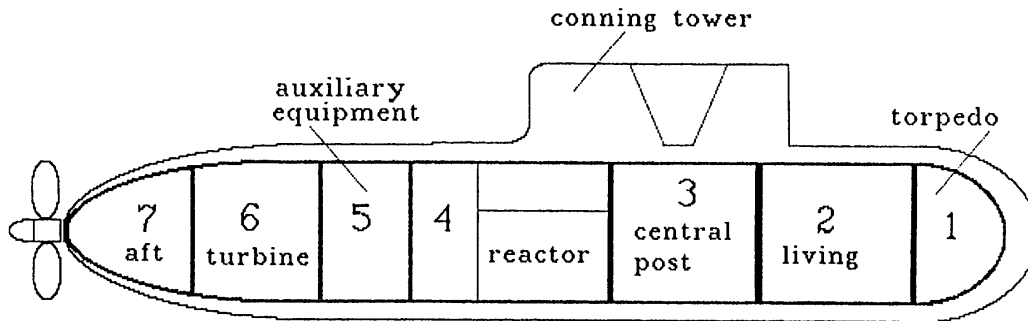 conning tower
auxiliary
equipment
torpedo
7
aft
6
turbine
5
4
reactor
3
central
post
2
living
1